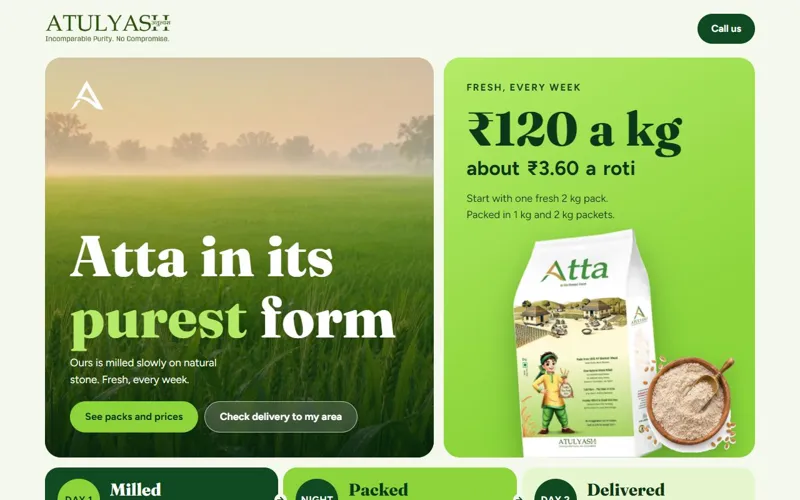 ATULYASH
Incomparable Purity. No Compromise.
Call us
Atta in its
purest form
Ours is milled slowly on natural
stone. Fresh, every week.
See packs and prices
Check delivery to my area
FRESH, EVERY WEEK
₹120 a kg
about ₹3.60 a roti
Start with one fresh 2 kg pack.
Packed in 1 kg and 2 kg packets.
Atta
ATULYASH
DAY 1
Milled
NIGHT
Packed
DAY 2
Delivered